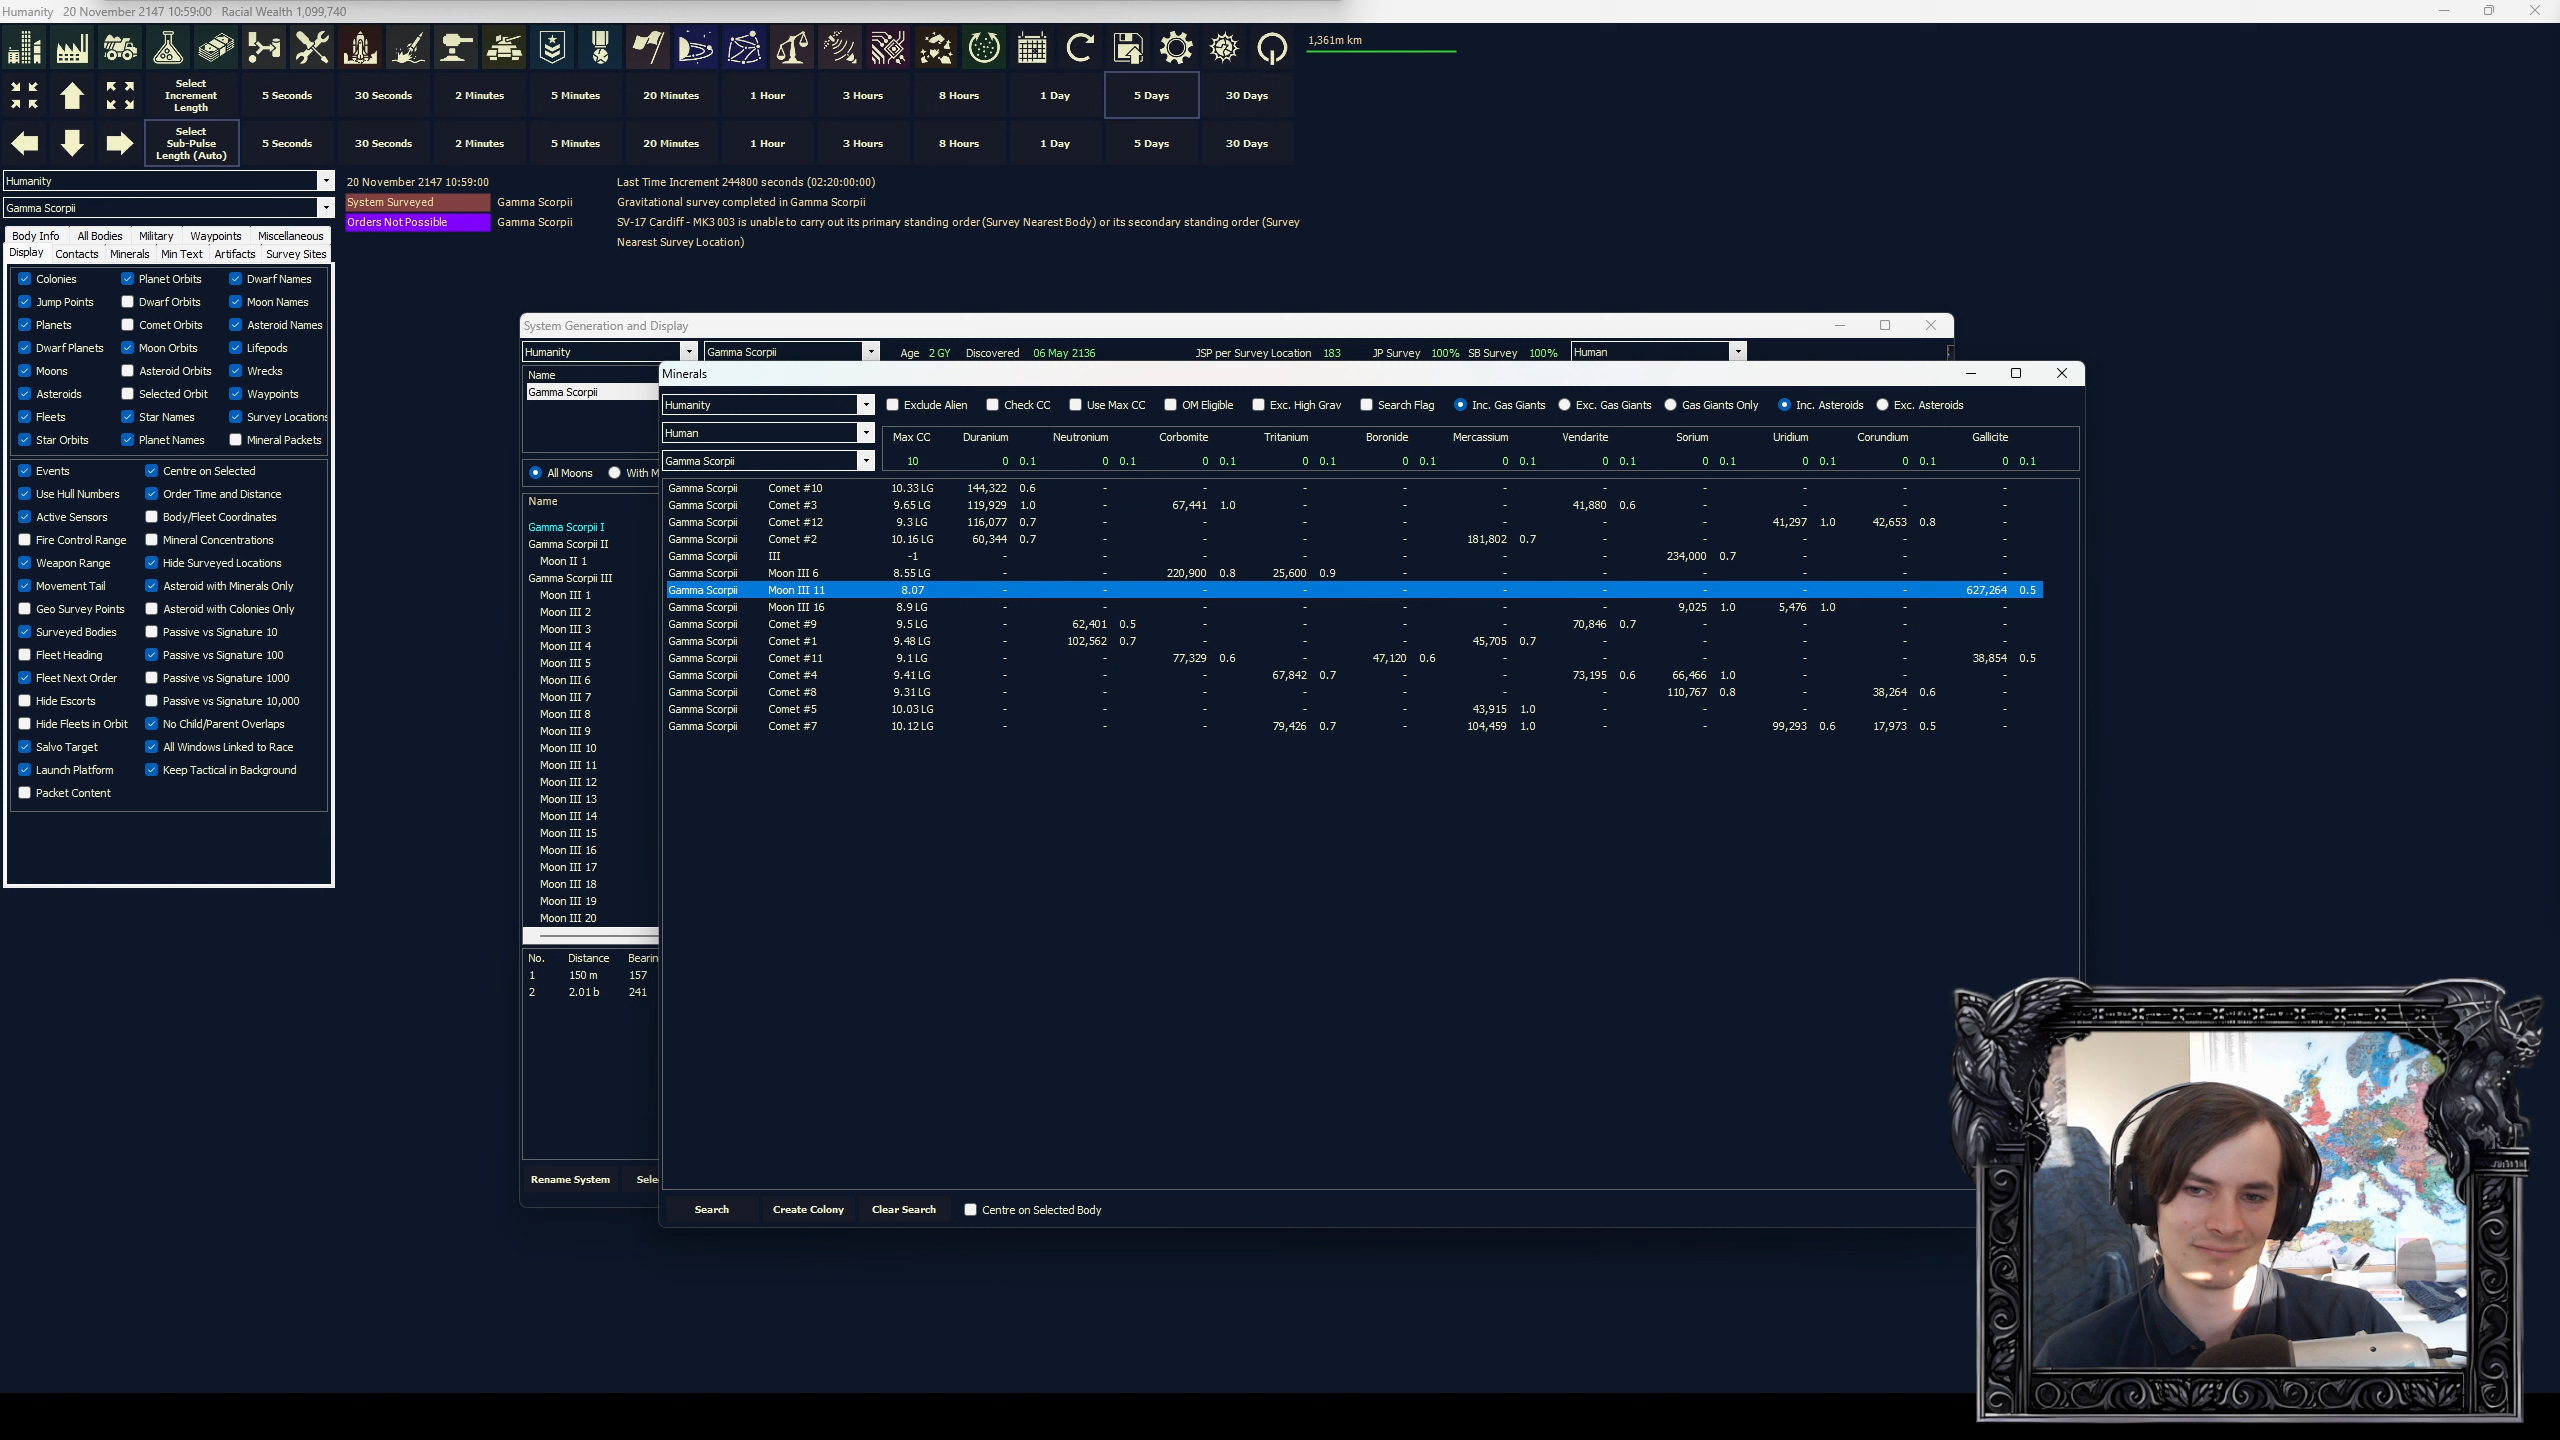 Humanity 20 November 2147 10:59:00 Racial Wealth 1,099,740
1,361m km
Select Increment Length 5 Seconds 30 Seconds 2 Minutes 5 Minutes 20 Minutes 1 Hour 3 Hours 8 Hours 1 Day 5 Days 30 Days
Select Sub-Pulse Length (Auto) 5 Seconds 30 Seconds 2 Minutes 5 Minutes 20 Minutes 1 Hour 3 Hours 8 Hours 1 Day 5 Days 30 Days
Humanity
Gamma Scorpii
20 November 2147 10:59:00 Last Time Increment 244800 seconds (02:20:00:00)
System Surveyed Gamma Scorpii Gravitational survey completed in Gamma Scorpii
Orders Not Possible Gamma Scorpii SV-17 Cardiff - MK3 003 is unable to carry out its primary standing order (Survey Nearest Body) or its secondary standing order (Survey
Nearest Survey Location)
Body Info All Bodies Military Waypoints Miscellaneous
Display Contacts Minerals Min Text Artifacts Survey Sites
Colonies Planet Orbits Dwarf Names
Jump Points Dwarf Orbits Moon Names
Planets Comet Orbits Asteroid Names
Dwarf Planets Moon Orbits Lifepods
Moons Asteroid Orbits Wrecks
Asteroids Selected Orbit Waypoints
Fleets Star Names Survey Locations
Star Orbits Planet Names Mineral Packets
Events Centre on Selected
Use Hull Numbers Order Time and Distance
Active Sensors Body/Fleet Coordinates
Fire Control Range Mineral Concentrations
Weapon Range Hide Surveyed Locations
Movement Tail Asteroid with Minerals Only
Geo Survey Points Asteroid with Colonies Only
Surveyed Bodies Passive vs Signature 10
Fleet Heading Passive vs Signature 100
Fleet Next Order Passive vs Signature 1000
Hide Escorts Passive vs Signature 10,000
Hide Fleets in Orbit No Child/Parent Overlaps
Salvo Target All Windows Linked to Race
Launch Platform Keep Tactical in Background
Packet Content
System Generation and Display
Humanity Gamma Scorpii Age 2 GY Discovered 06 May 2136 JSP per Survey Location 183 JP Survey 100% SB Survey 100% Human
Name
Gamma Scorpii
All Moons With M
Name
Gamma Scorpii I
Gamma Scorpii II
Moon II 1
Gamma Scorpii III
Moon III 1
Moon III 2
Moon III 3
Moon III 4
Moon III 5
Moon III 6
Moon III 7
Moon III 8
Moon III 9
Moon III 10
Moon III 11
Moon III 12
Moon III 13
Moon III 14
Moon III 15
Moon III 16
Moon III 17
Moon III 18
Moon III 19
Moon III 20
No. Distance Bearin
1 150 m 157
2 2.01 b 241
Rename System Sele
Minerals
Humanity Exclude Alien Check CC Use Max CC OM Eligible Exc. High Grav Search Flag Inc. Gas Giants Exc. Gas Giants Gas Giants Only Inc. Asteroids Exc. Asteroids
Human Max CC Duranium Neutronium Corbomite Tritanium Boronide Mercassium Vendarite Sorium Uridium Corundium Gallicite
Gamma Scorpii 10 0 0.1 0 0.1 0 0.1 0 0.1 0 0.1 0 0.1 0 0.1 0 0.1 0 0.1 0 0.1 0 0.1
Gamma Scorpii Comet #10 10.33 LG 144,322 0.6 - - - - - - - - - -
Gamma Scorpii Comet #3 9.65 LG 119,929 1.0 - 67,441 1.0 - - - 41,880 0.6 - - - -
Gamma Scorpii Comet #12 9.3 LG 116,077 0.7 - - - - - - - 41,297 1.0 42,653 0.8 -
Gamma Scorpii Comet #2 10.16 LG 60,344 0.7 - - - - 181,802 0.7 - - - - -
Gamma Scorpii III -1 - - - - - - - 234,000 0.7 - - -
Gamma Scorpii Moon III 6 8.55 LG - - 220,900 0.8 25,600 0.9 - - - - - - -
Gamma Scorpii Moon III 11 8.07 - - - - - - - - - - 627,264 0.5
Gamma Scorpii Moon III 16 8.9 LG - - - - - - - 9,025 1.0 5,476 1.0 - -
Gamma Scorpii Comet #9 9.5 LG - 62,401 0.5 - - - - 70,846 0.7 - - - -
Gamma Scorpii Comet #1 9.48 LG - 102,562 0.7 - - - 45,705 0.7 - - - - -
Gamma Scorpii Comet #11 9.1 LG - - 77,329 0.6 - 47,120 0.6 - - - - - 38,854 0.5
Gamma Scorpii Comet #4 9.41 LG - - - 67,842 0.7 - - 73,195 0.6 66,466 1.0 - - -
Gamma Scorpii Comet #8 9.31 LG - - - - - - - 110,767 0.8 - 38,264 0.6 -
Gamma Scorpii Comet #5 10.03 LG - - - - - 43,915 1.0 - - - - -
Gamma Scorpii Comet #7 10.12 LG - - - 79,426 0.7 - 104,459 1.0 - - 99,293 0.6 17,973 0.5 -
Search Create Colony Clear Search Centre on Selected Body